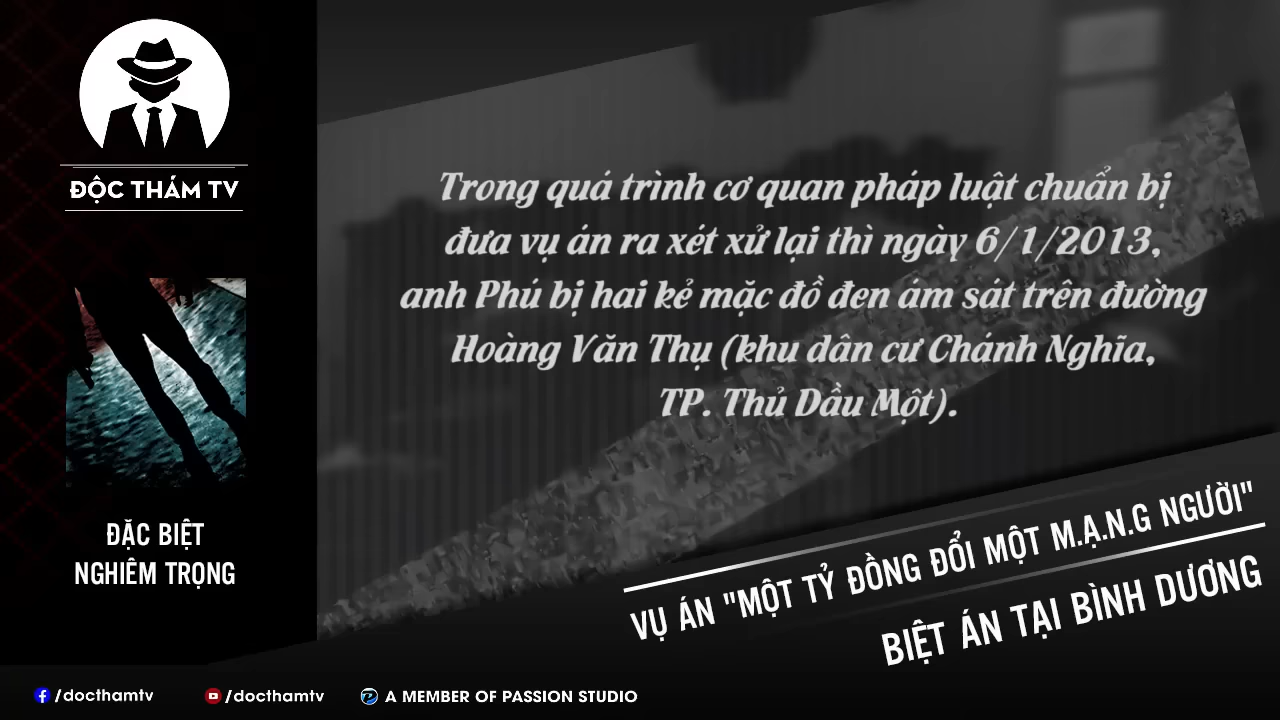 ĐỘC THÁM TV
ĐẶC BIỆT
NGHIÊM TRỌNG
Trong quá trình cơ quan pháp luật chuẩn bị
đưa vụ án ra xét xử lại thì ngày 6/1/2013,
anh Phú bị hai kẻ mặc đồ đen ám sát trên đường
Hoàng Văn Thụ (khu dân cư Chánh Nghĩa,
TP. Thủ Dầu Một).
VỤ ÁN "MỘT TỶ ĐỒNG ĐỔI MỘT M.Ạ.N.G NGƯỜI"
BIỆT ÁN TẠI BÌNH DƯƠNG
/docthamtv
/docthamtv
A MEMBER OF PASSION STUDIO